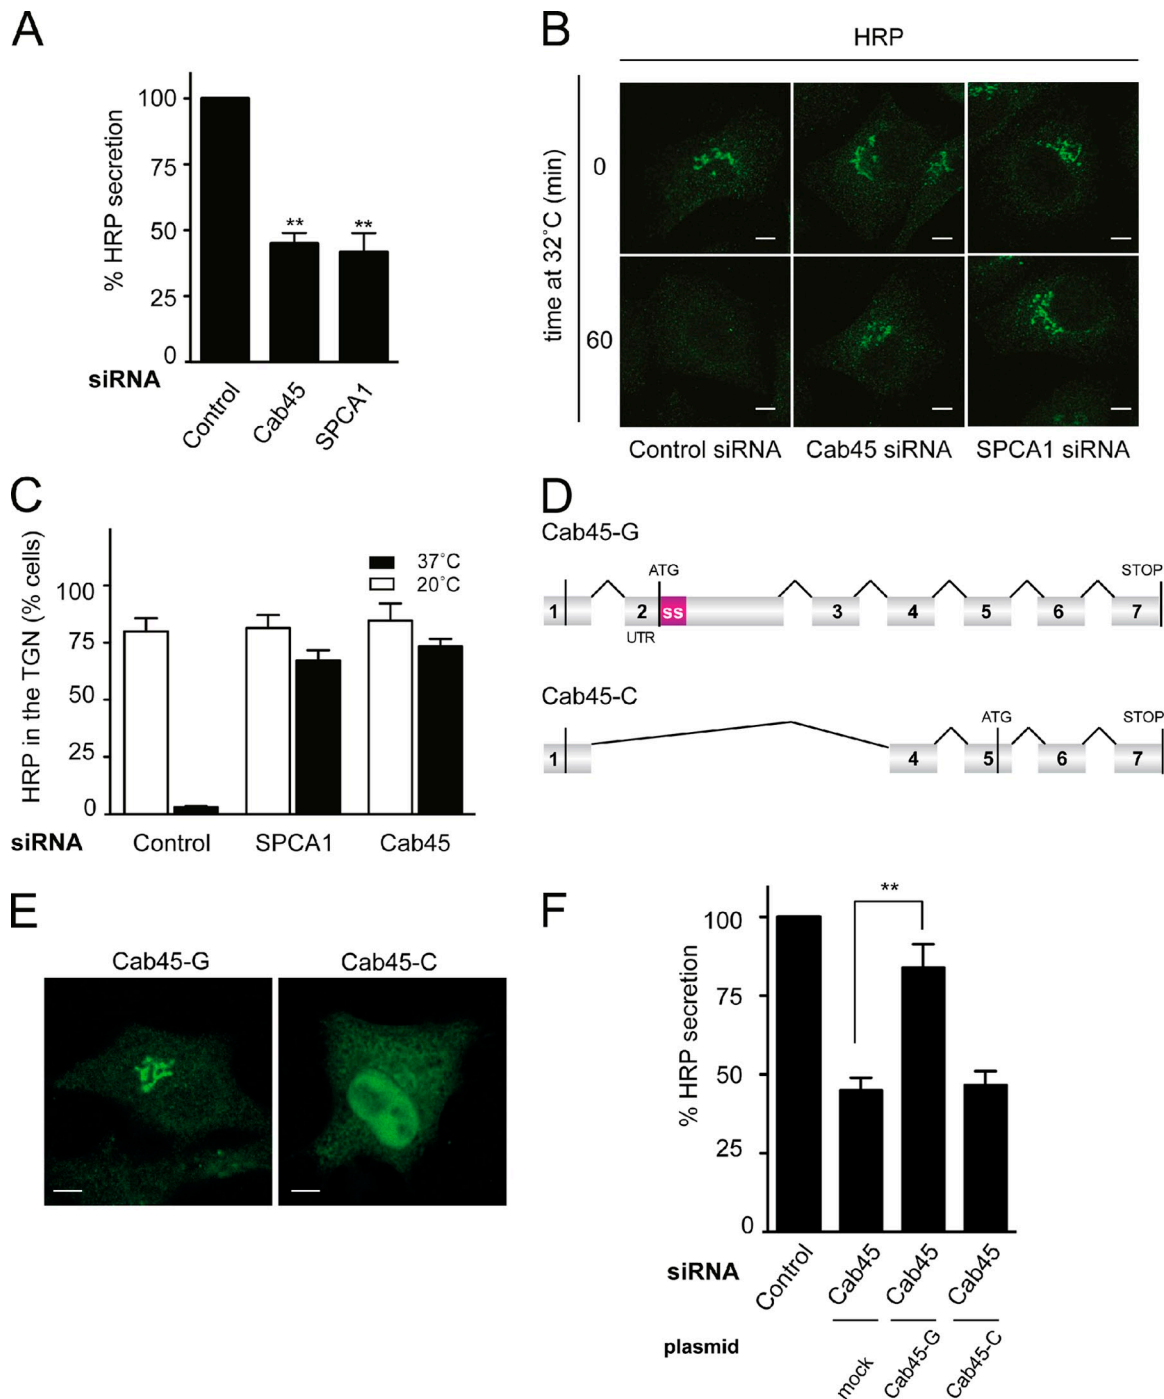 A
% HRP secretion
100
75
50
25
0
** **
siRNA
Control Cab45 SPCA1
B
HRP
time at 32˚C (min)
0
60
Control siRNA Cab45 siRNA SPCA1 siRNA
C
HRP in the TGN (% cells)
100
75
50
25
0
37˚C
20˚C
siRNA Control SPCA1 Cab45
D
Cab45-G
ATG STOP
1 2 ss 3 4 5 6 7
UTR
Cab45-C
ATG STOP
1 4 5 6 7
E
Cab45-G Cab45-C
F
% HRP secretion
100
75
50
25
0
**
siRNA Control Cab45 Cab45 Cab45
plasmid mock Cab45-G Cab45-C